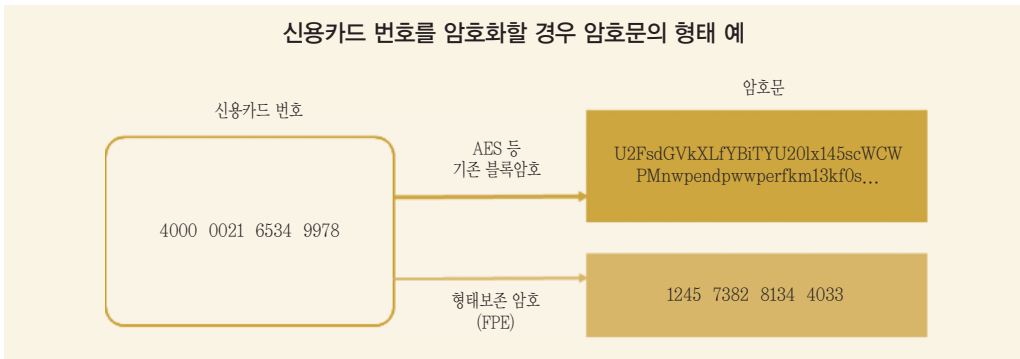 신용카드 번호를 암호화할 경우 암호문의 형태 예
신용카드 번호
4000 0021 6534 9978
AES 등
기존 블록암호
형태보존 암호
(FPE)
암호문
U2FsdGVkXLfYBiTYU20lx145scWCW
PMnwpendpwwperfkm13kf0s...
1245 7382 8134 4033